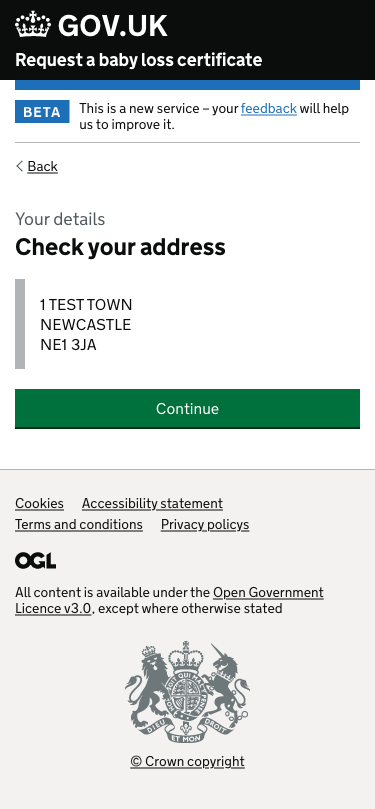 GOV.UK
Request a baby loss certificate
BETA
This is a new service – your feedback will help
us to improve it.
Back
Your details
Check your address
1 TEST TOWN
NEWCASTLE
NE1 3JA
Continue
Cookies Accessibility statement
Terms and conditions Privacy policys
OGL
All content is available under the Open Government
Licence v3.0, except where otherwise stated
DIEU ET MON DROIT
© Crown copyright